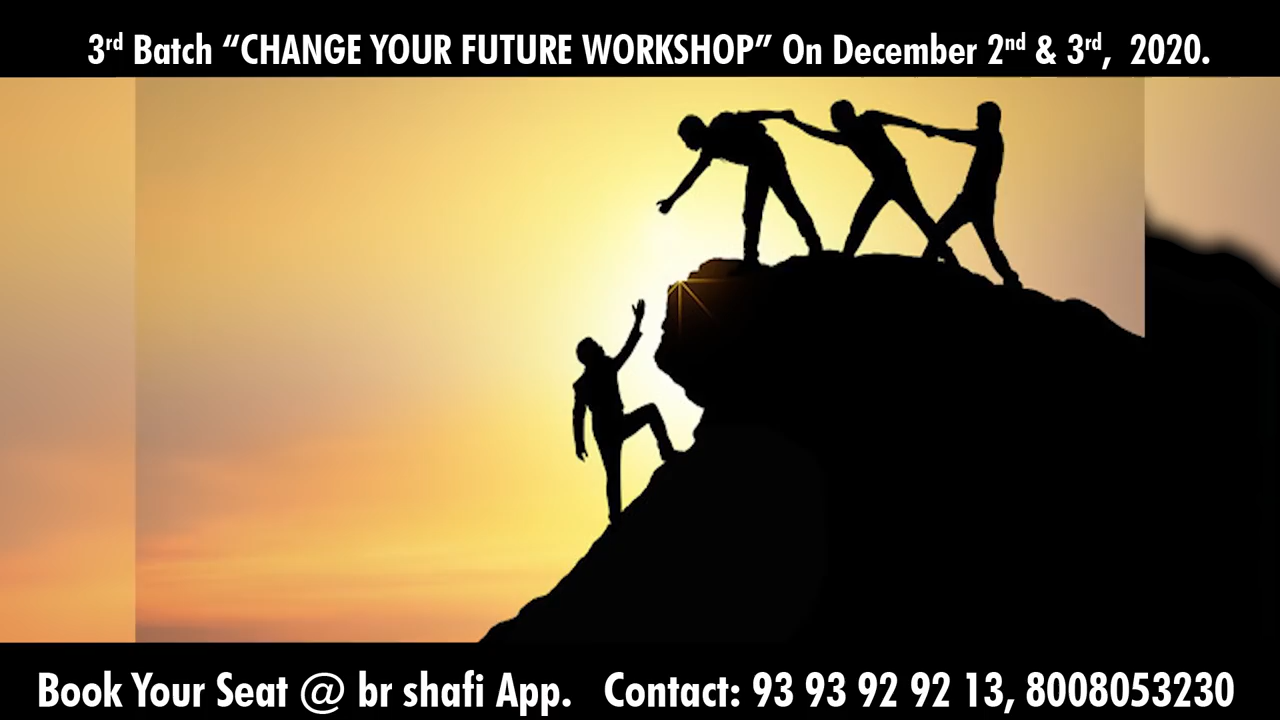 3rd Batch “CHANGE YOUR FUTURE WORKSHOP” On December 2nd & 3rd, 2020.
Book Your Seat @ br shafi App. Contact: 93 93 92 92 13, 8008053230